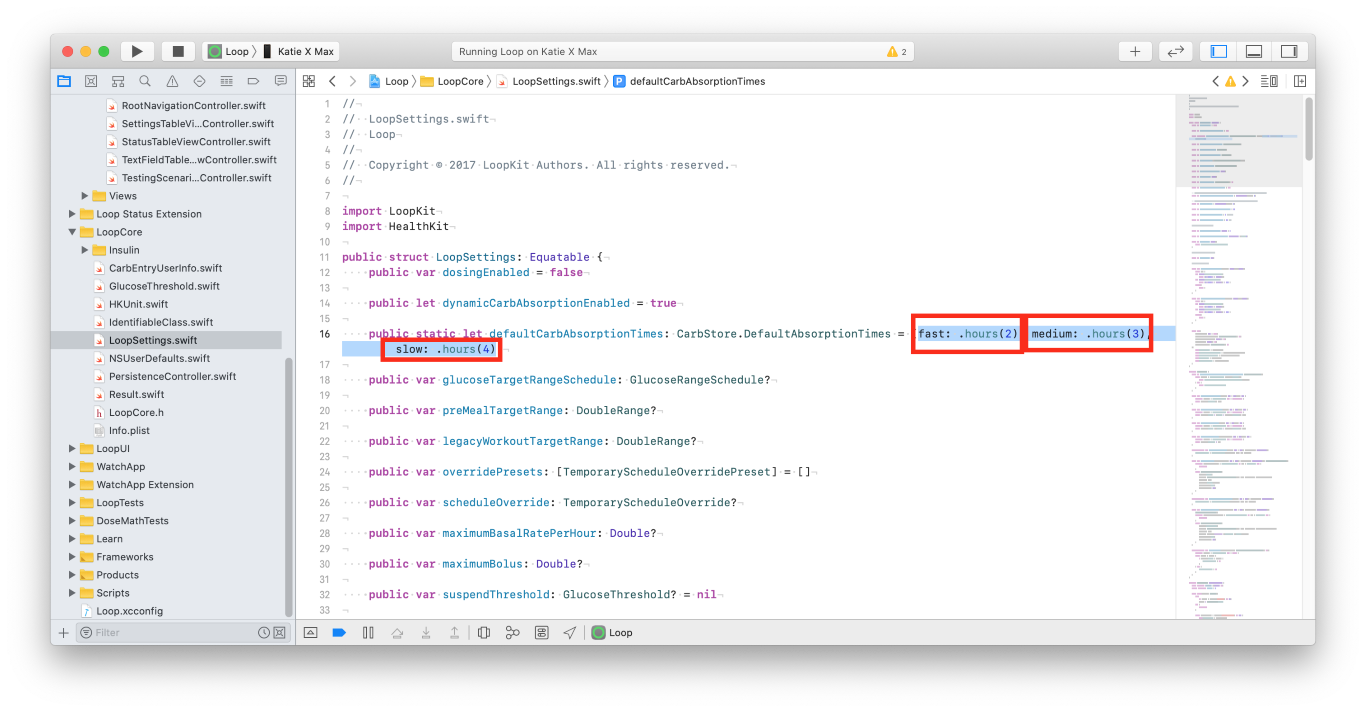 Loop 〉 Katie X Max
Running Loop on Katie X Max
2
Loop 〉 LoopCore 〉 LoopSettings.swift 〉 P defaultCarbAbsorptionTimes
RootNavigationController.swift
SettingsTableVi...Controller.swift
StatusTableViewController.swift
TextFieldTable...wController.swift
TestingScenari...Controller.swift
Views
Loop Status Extension
LoopCore
Insulin
CarbEntryUserInfo.swift
GlucoseThreshold.swift
HKUnit.swift
IdentifiableClass.swift
LoopSettings.swift
NSUserDefaults.swift
PersistenceController.swift
Result.swift
LoopCore.h
Info.plist
LoopUI
WatchApp
WatchApp Extension
LoopTests
DoseMathTests
Learn
Frameworks
Products
Scripts
Loop.xcconfig
Filter
1 //
2 // LoopSettings.swift
3 // Loop
4 //
5 // Copyright © 2017 LoopKit Authors. All rights reserved.
6 //
7
8 import LoopKit
9 import HealthKit
10
11 public struct LoopSettings: Equatable {
12 public var dosingEnabled = false
13
14 public let dynamicCarbAbsorptionEnabled = true
15
16 public static let defaultCarbAbsorptionTimes: CarbStore.DefaultAbsorptionTimes = (fast: .hours(2), medium: .hours(3),
slow: .hours(4)
17
18 public var glucoseTargetRangeSchedule: GlucoseRangeSchedule?
19
20 public var preMealTargetRange: DoubleRange?
21
22 public var legacyWorkoutTargetRange: DoubleRange?
23
24 public var overridePresets: [TemporaryScheduleOverridePreset] = []
25
26 public var scheduleOverride: TemporaryScheduleOverride?
27
28 public var maximumBasalRatePerHour: Double?
29
30 public var maximumBolus: Double?
31
32 public var suspendThreshold: GlucoseThreshold? = nil
33
Loop